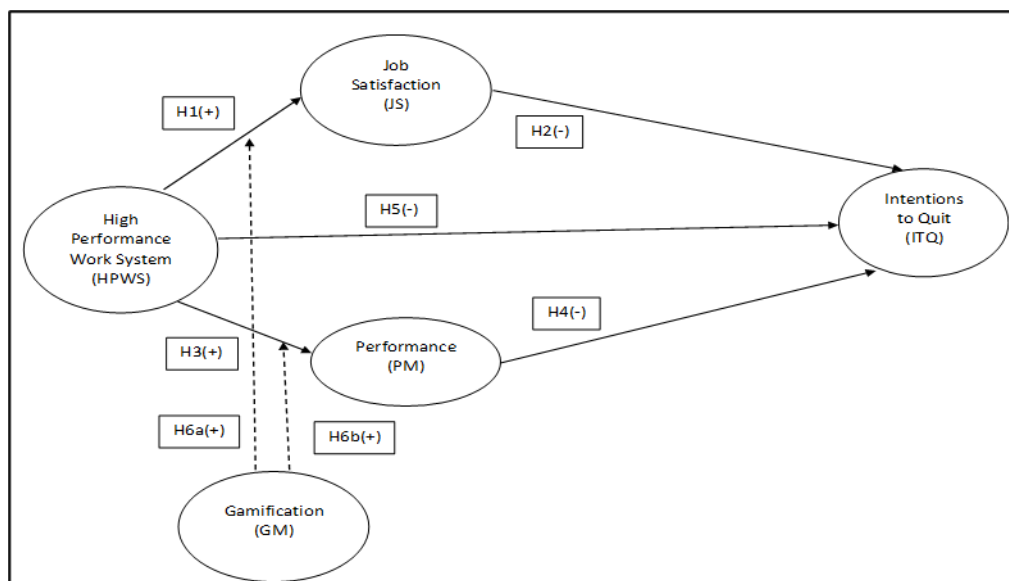 Job
Satisfaction
(JS)
H1(+)
H2(-)
Intentions
to Quit
(ITQ)
H5(-)
High
Performance
Work System
(HPWS)
H4(-)
H3(+)
Performance
(PM)
H6a(+)
H6b(+)
Gamification
(GM)